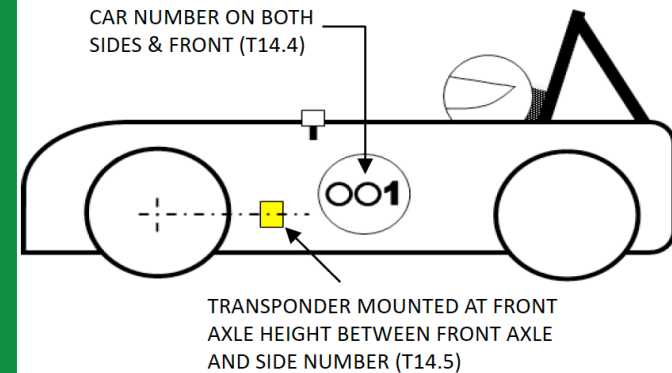 CAR NUMBER ON BOTH
SIDES & FRONT (T14.4)
001
TRANSPONDER MOUNTED AT FRONT
AXLE HEIGHT BETWEEN FRONT AXLE
AND SIDE NUMBER (T14.5)